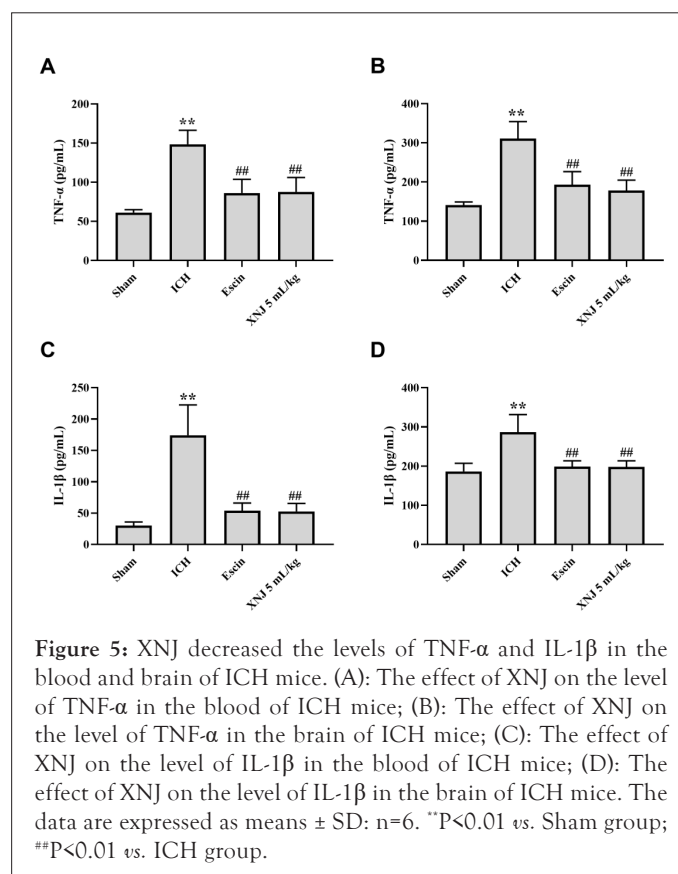 A
TNF-α (pg/mL)
200
150
100
50
0
**
##
##
Sham
ICH
Escin
XNJ 5 mL/kg
B
TNF-α (pg/mL)
400
300
200
100
0
**
##
##
Sham
ICH
Escin
XNJ 5 mL/kg
C
IL-1β (pg/mL)
250
200
150
100
50
0
**
##
##
Sham
ICH
Escin
XNJ 5 mL/kg
D
IL-1β (pg/mL)
400
300
200
100
0
**
##
##
Sham
ICH
Escin
XNJ 5 mL/kg
Figure 5: XNJ decreased the levels of TNF-α and IL-1β in the
blood and brain of ICH mice. (A): The effect of XNJ on the level
of TNF-α in the blood of ICH mice; (B): The effect of XNJ on
the level of TNF-α in the brain of ICH mice; (C): The effect of
XNJ on the level of IL-1β in the blood of ICH mice; (D): The
effect of XNJ on the level of IL-1β in the brain of ICH mice. The
data are expressed as means ± SD: n=6. **P<0.01 vs. Sham group;
##P<0.01 vs. ICH group.